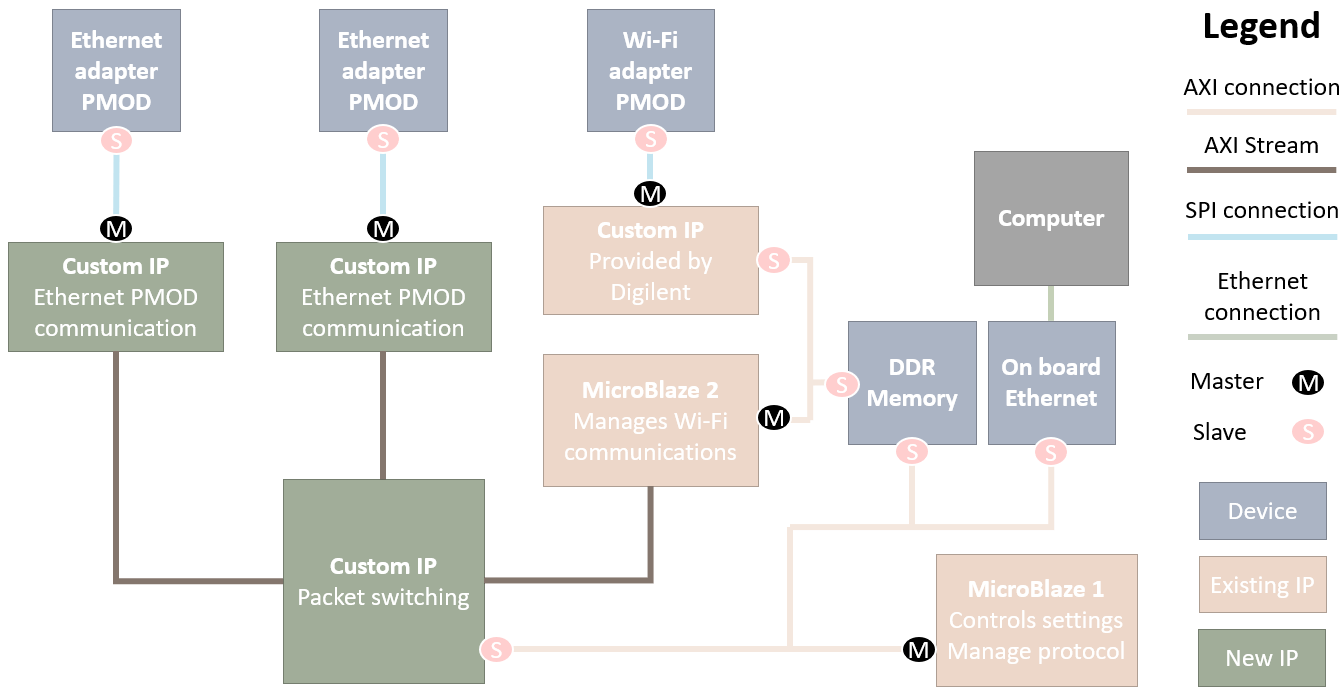 Ethernet
adapter
PMOD
S
M
Custom IP
Ethernet PMOD
communication
Ethernet
adapter
PMOD
S
M
Custom IP
Ethernet PMOD
communication
Wi-Fi
adapter
PMOD
S
M
Custom IP
Provided by
Digilent
S
MicroBlaze 2
Manages Wi-Fi
communications
M
Computer
DDR
Memory
S
S
On board
Ethernet
S
Custom IP
Packet switching
S
MicroBlaze 1
Controls settings
Manage protocol
M
Legend
AXI connection
AXI Stream
SPI connection
Ethernet
connection
Master M
Slave S
Device
Existing IP
New IP